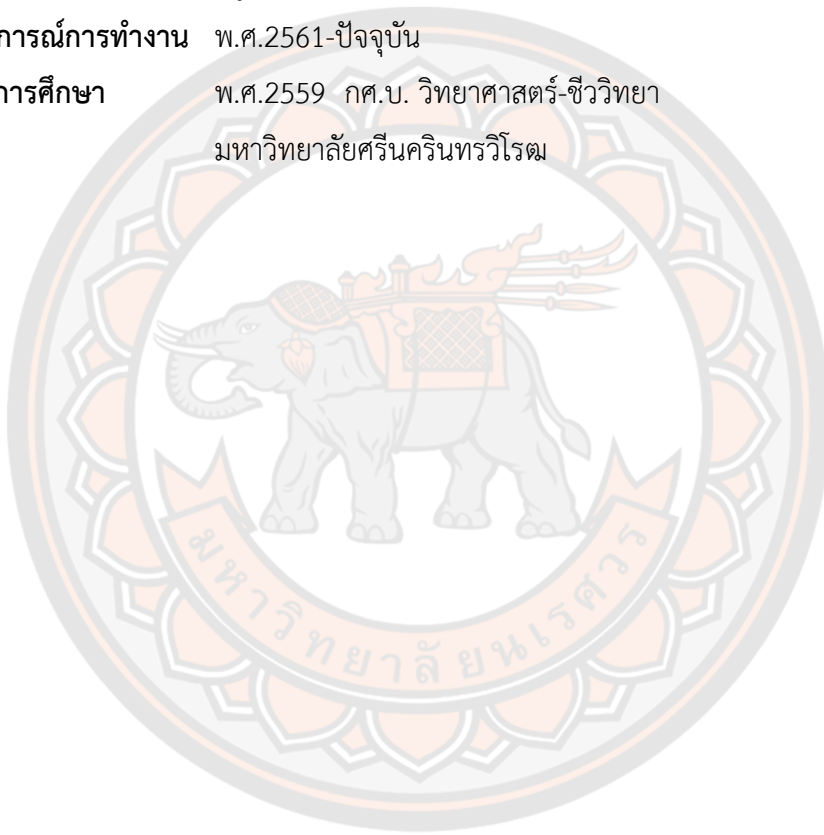 การณ์การทำงาน พ.ศ.2561-ปัจจุบัน
การศึกษา พ.ศ.2559 กศ.บ. วิทยาศาสตร์-ชีววิทยา
มหาวิทยาลัยศรีนครินทรวิโรฒ
มหาวิทยาลัยนเรศวร